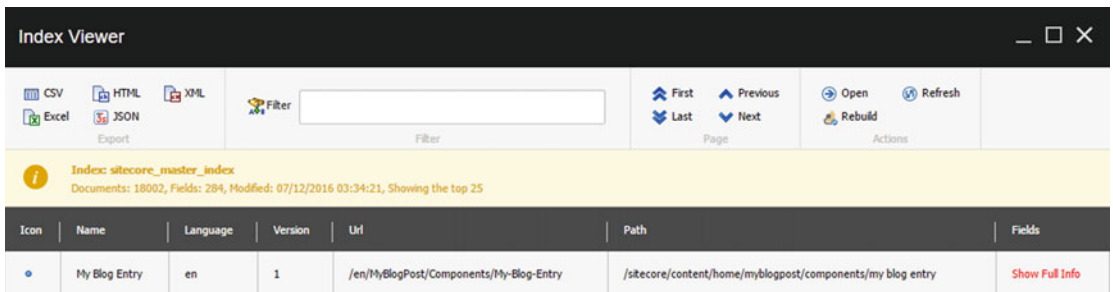 Index Viewer
CSV HTML XML
Excel JSON
Export
Filter
Filter
First Previous
Last Next
Page
Open Refresh
Rebuild
Actions
Index: sitecore_master_index
Documents: 18002, Fields: 284, Modified: 07/12/2016 03:34:21, Showing the top 25
Icon Name Language Version Url Path Fields
My Blog Entry en 1 /en/MyBlogPost/Components/My-Blog-Entry /sitecore/content/home/myblogpost/components/my blog entry Show Full Info